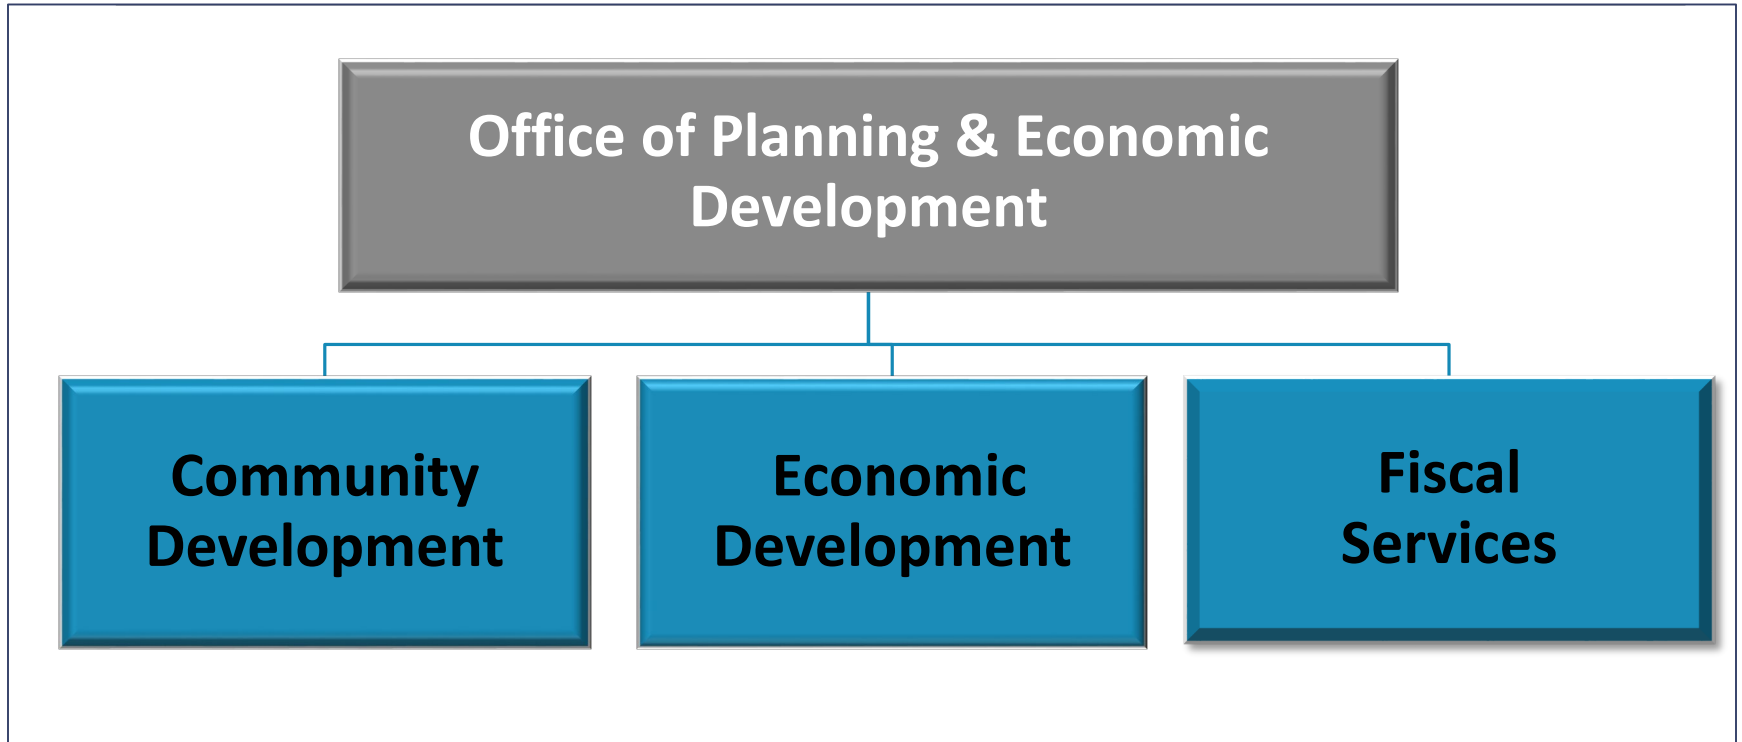 Office of Planning & Economic
Development
Community
Development
Economic
Development
Fiscal
Services